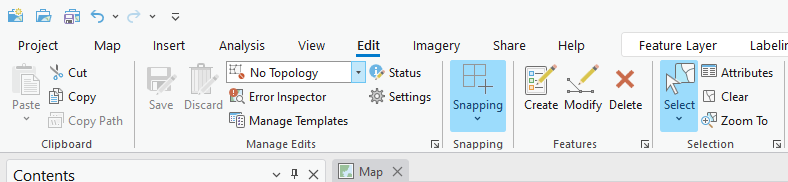 Project Map Insert Analysis View Edit Imagery Share Help Feature Layer Labelin
Paste Cut Copy Copy Path Clipboard
Save Discard No Topology Error Inspector Manage Templates Status Settings Manage Edits
Snapping Snapping
Create Modify Delete Features
Select Attributes Clear Zoom To Selection
Contents Map